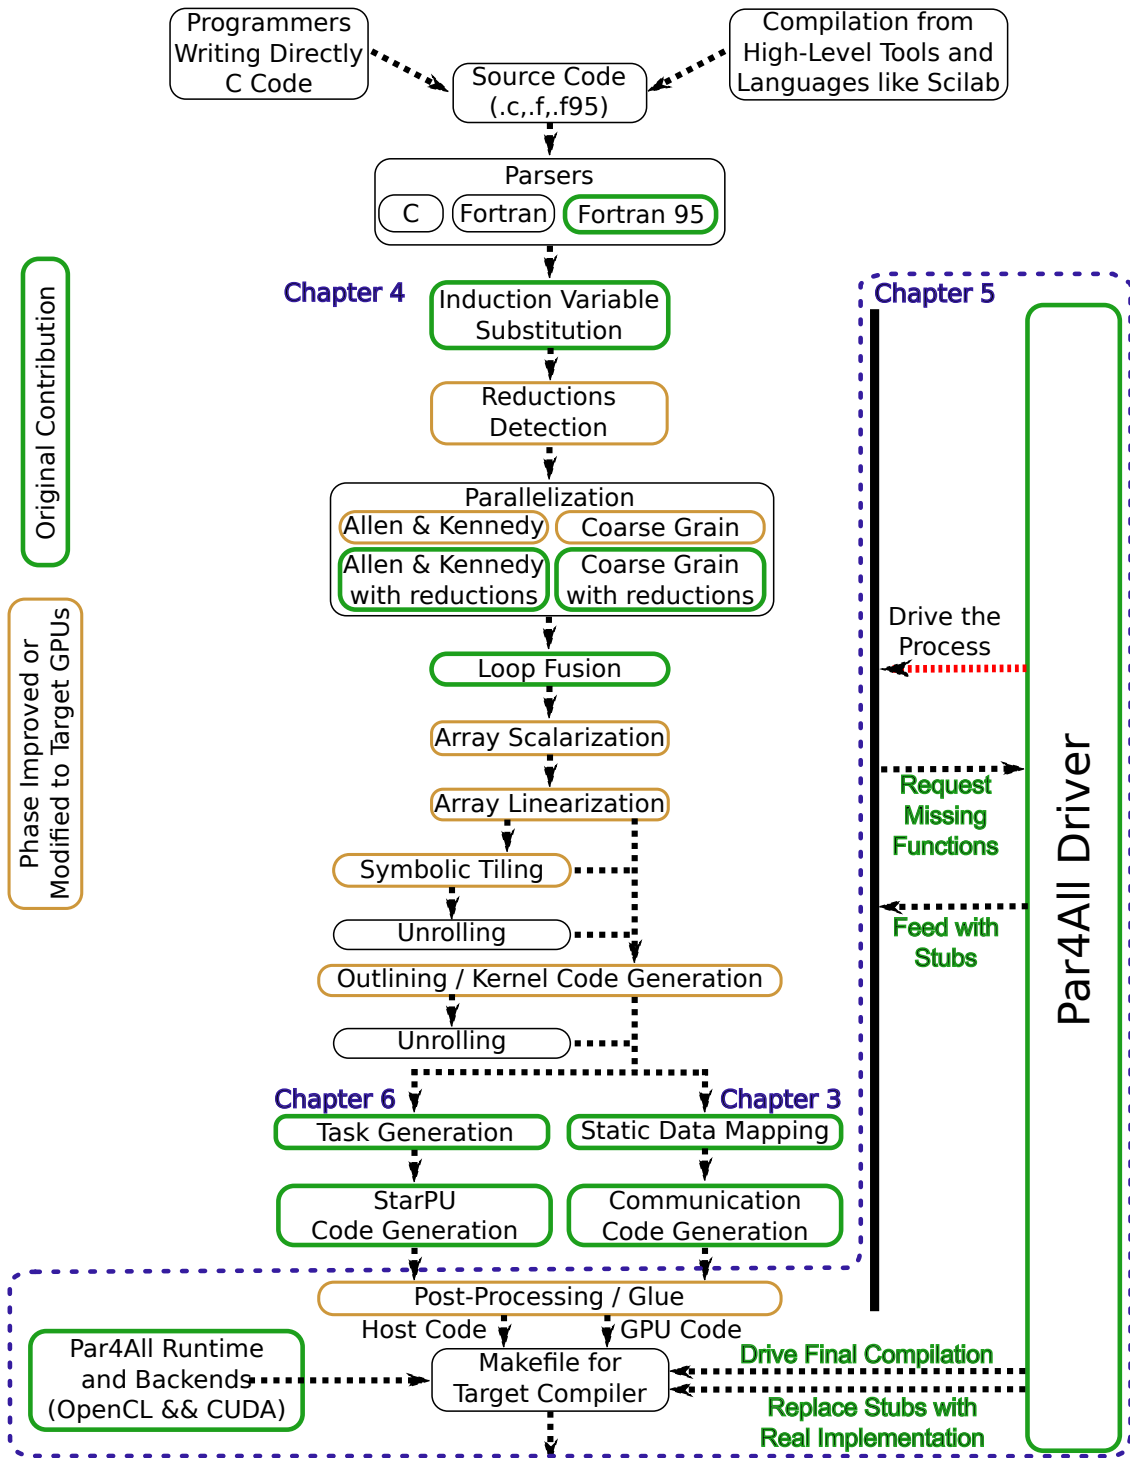 Programmers
Writing Directly
C Code
Compilation from
High-Level Tools and
Languages like Scilab
Source Code
(.c,.f,.f95)
Parsers
C
Fortran
Fortran 95
Chapter 4
Induction Variable
Substitution
Chapter 5
Original Contribution
Reductions
Detection
Parallelization
Allen & Kennedy
Coarse Grain
Allen & Kennedy
with reductions
Coarse Grain
with reductions
Phase Improved or
Modified to Target GPUs
Drive the
Process
Loop Fusion
Array Scalarization
Array Linearization
Request
Missing
Functions
Par4All Driver
Symbolic Tiling
Unrolling
Feed with
Stubs
Outlining / Kernel Code Generation
Unrolling
Chapter 6
Chapter 3
Task Generation
Static Data Mapping
StarPU
Code Generation
Communication
Code Generation
Post-Processing / Glue
Host Code
GPU Code
Par4All Runtime
and Backends
(OpenCL && CUDA)
Makefile for
Target Compiler
Drive Final Compilation
Replace Stubs with
Real Implementation